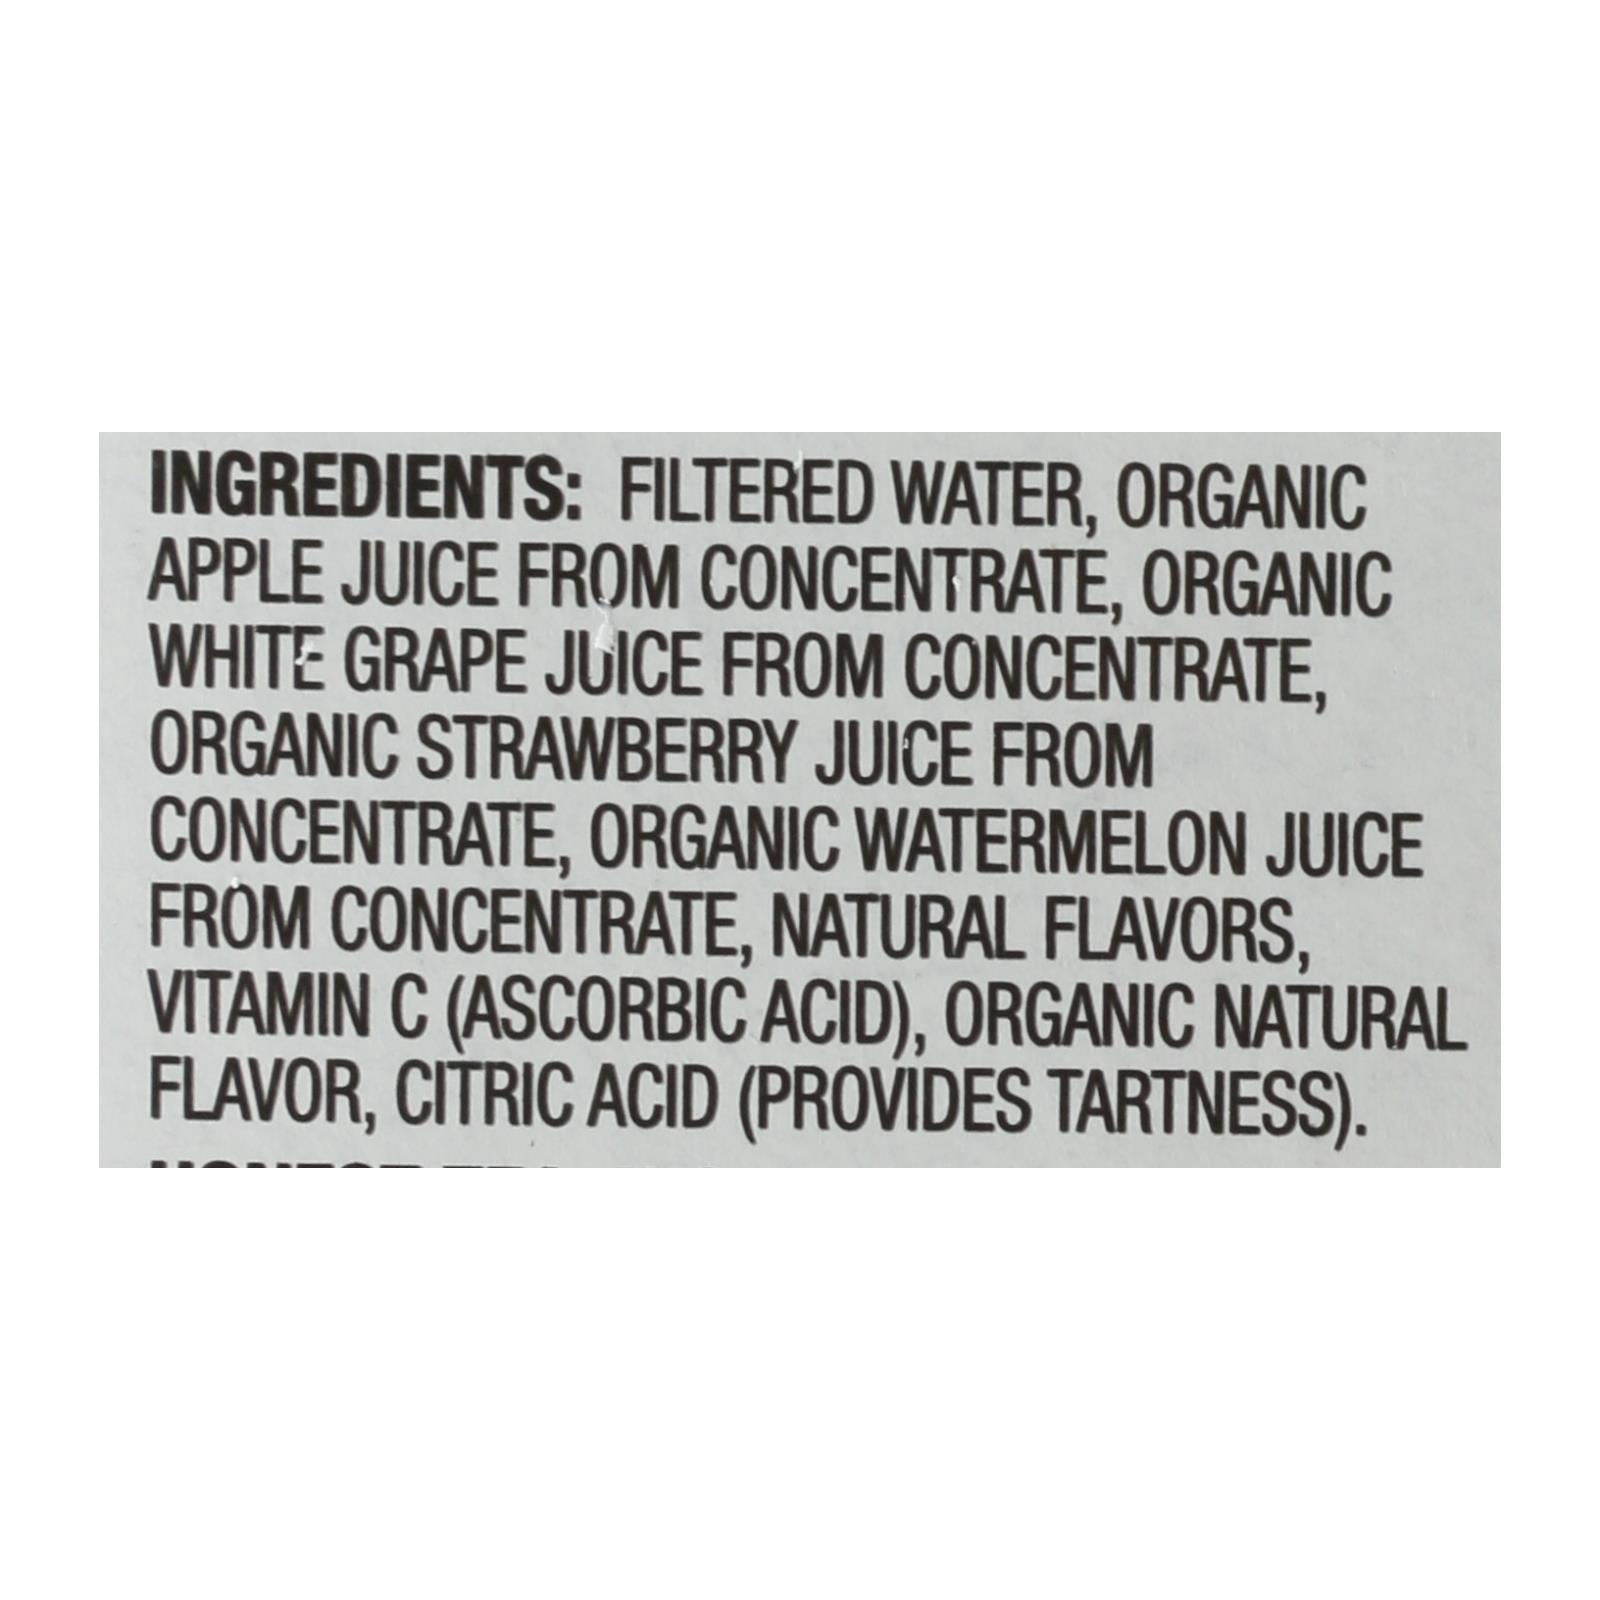 INGREDIENTS: FILTERED WATER, ORGANIC
APPLE JUICE FROM CONCENTRATE, ORGANIC
WHITE GRAPE JUICE FROM CONCENTRATE,
ORGANIC STRAWBERRY JUICE FROM
CONCENTRATE, ORGANIC WATERMELON JUICE
FROM CONCENTRATE, NATURAL FLAVORS,
VITAMIN C (ASCORBIC ACID), ORGANIC NATURAL
FLAVOR, CITRIC ACID (PROVIDES TARTNESS).